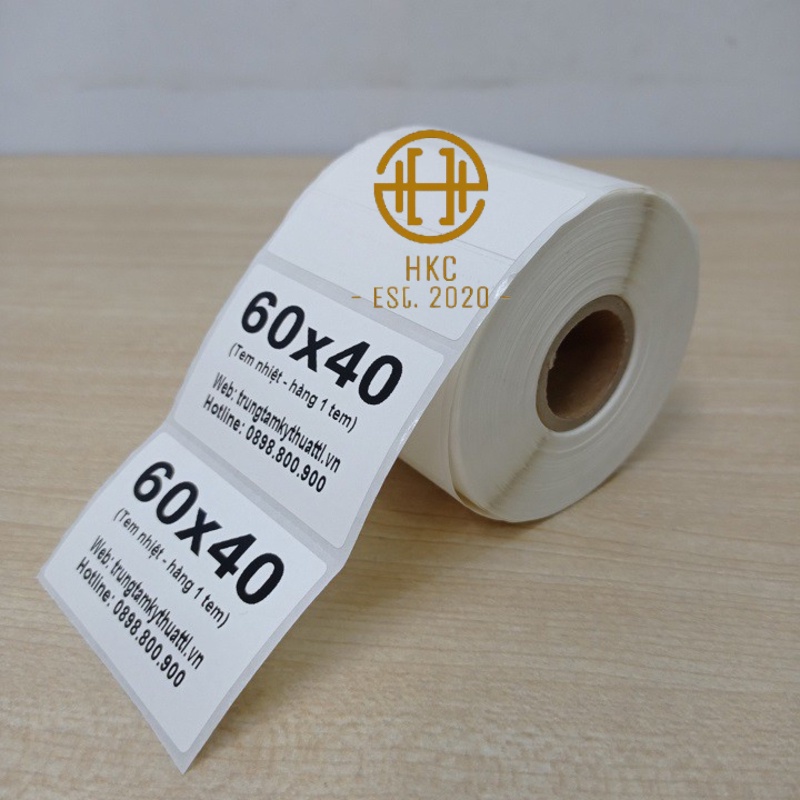 HKC
- EST. 2020 -
60x40
(Tem nhiệt - hàng 1 tem)
Web: trungtamkythuattl.vn
Hotline: 0898.800.900
60x40
(Tem nhiệt - hàng 1 tem)
Web: trungtamkythuattl.vn
Hotline: 0898.800.900